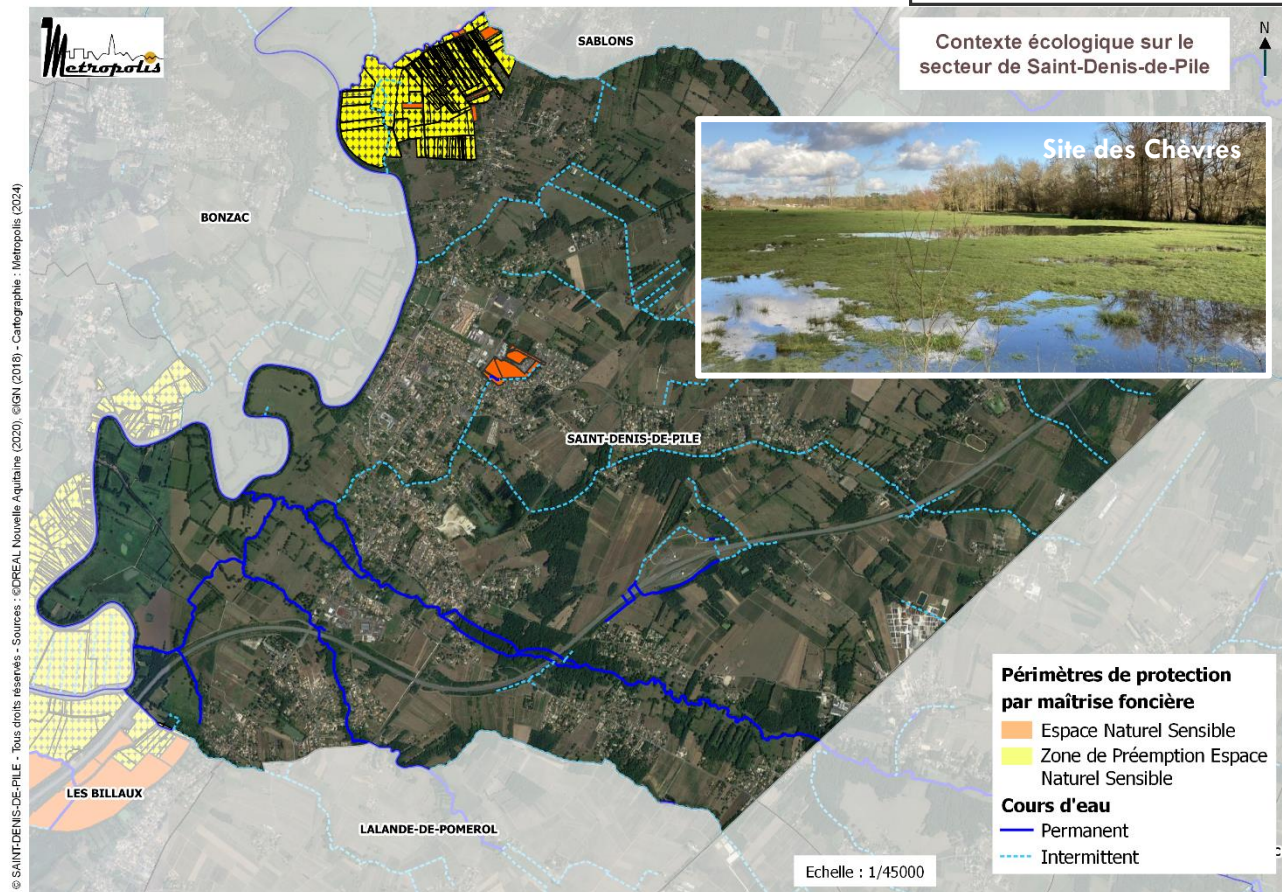 Metropolis
Contexte écologique sur le
secteur de Saint-Denis-de-Pile
N
SABLONS
Site des Chèvres
BONZAC
SAINT-DENIS-DE-PILE
LES BILLAUX
LALANDE-DE-POMEROL
Périmètres de protection
par maîtrise foncière
Espace Naturel Sensible
Zone de Préemption Espace
Naturel Sensible
Cours d'eau
Permanent
Intermittent
Echelle : 1/45000
© SAINT-DENIS-DE-PILE - Tous droits réservés - Sources : ©DREAL Nouvelle Aquitaine (2020), ©IGN (2018) - Cartographie : Metropolis (2024)